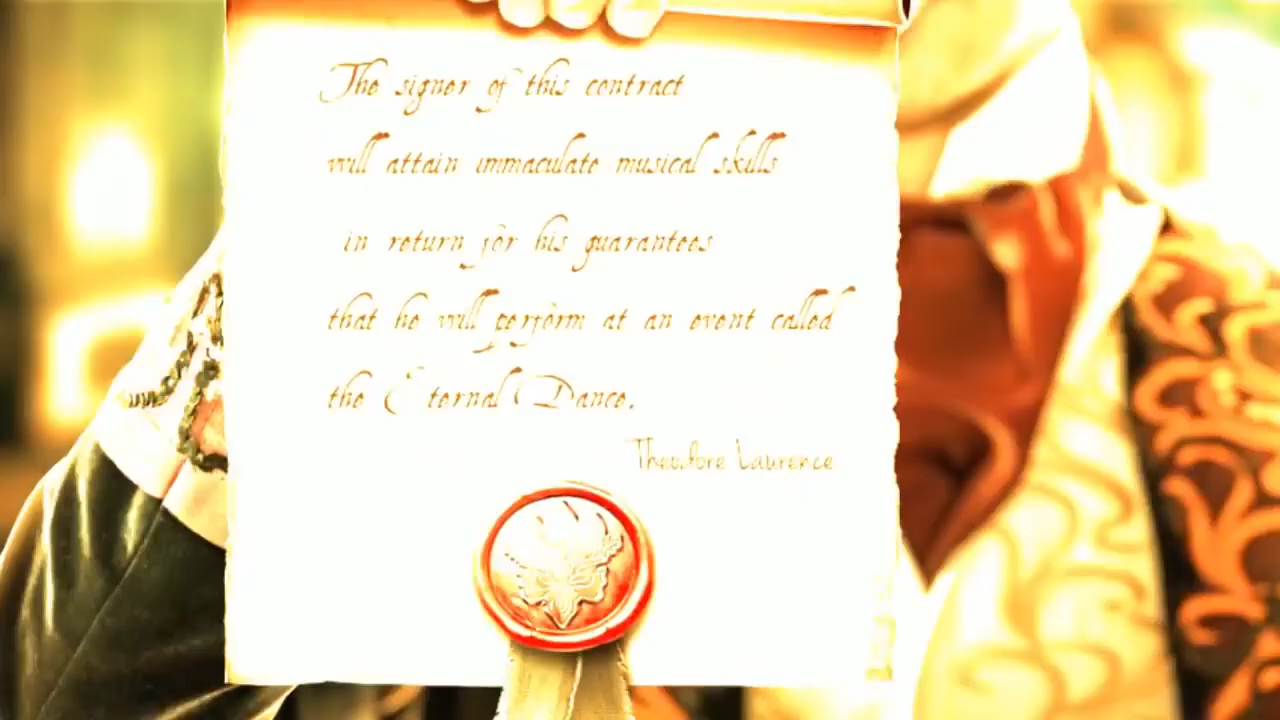 The signer of this contract
will attain immaculate musical skills
in return for his guarantees
that he will perform at an event called
the Eternal Dance.
Theodore Laurence